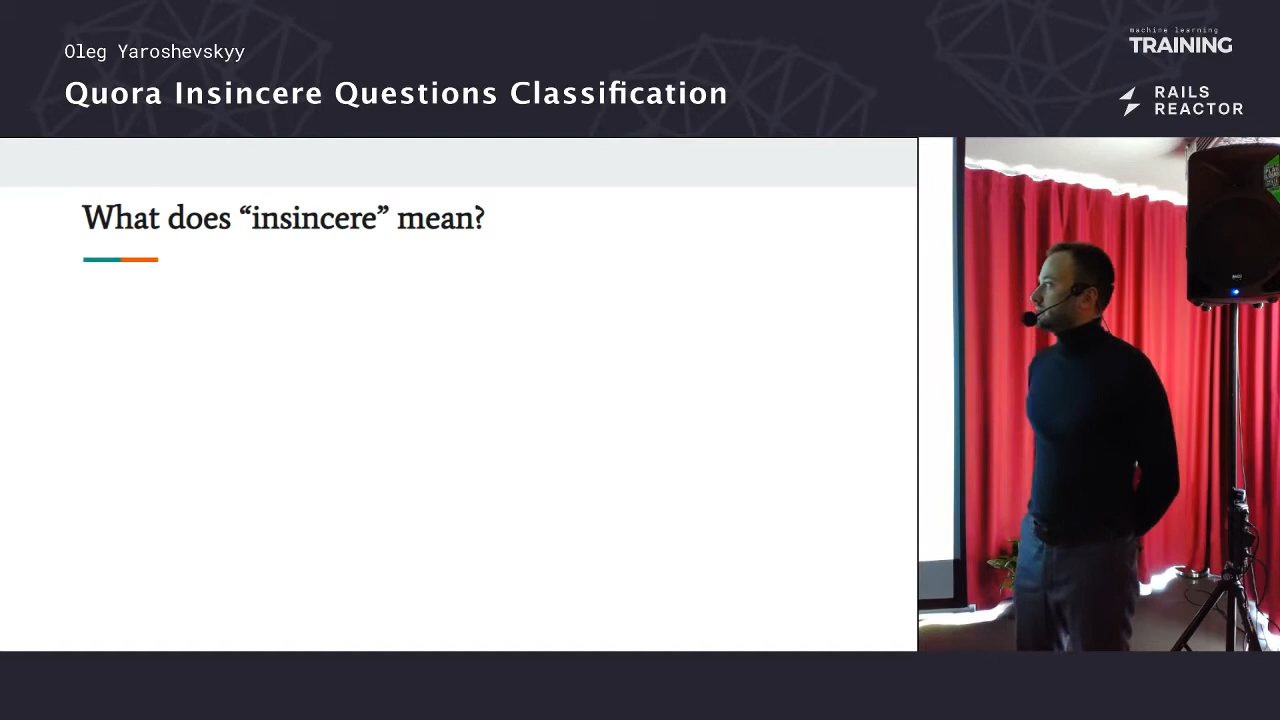 Oleg Yaroshevskyy
Quora Insincere Questions Classification
machine learning
TRAINING
RAILS
REACTOR
What does “insincere” mean?